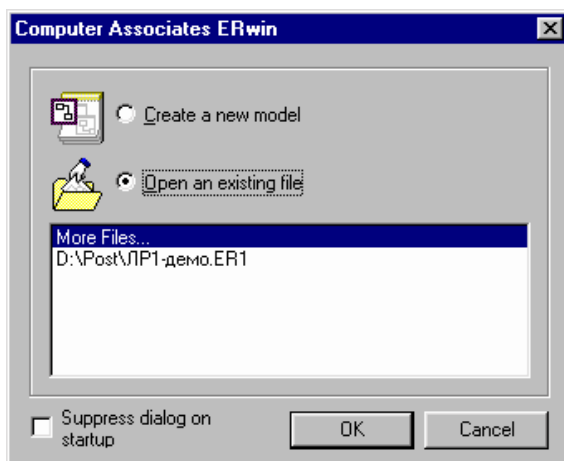 Computer Associates ERwin
Create a new model
Open an existing file
More Files...
D:\Post\ЛР1-демо.ER1
Suppress dialog on
startup
OK
Cancel